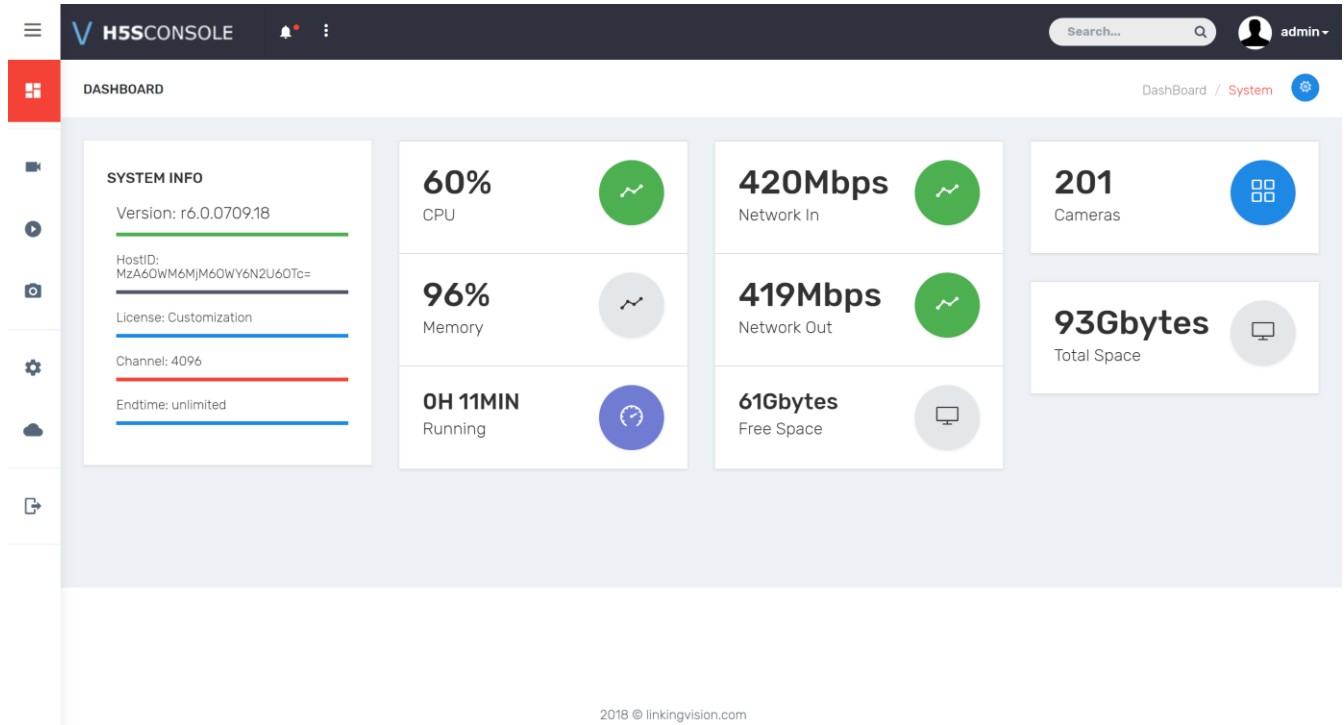 H5SCONSOLE
Search...
admin
DASHBOARD
DashBoard / System
SYSTEM INFO
Version: r6.0.0709.18
HostID:
MzA6OWM6MjM6OWY6N2U6OTc=
License: Customization
Channel: 4096
Endtime: unlimited
60%
CPU
96%
Memory
0H 11MIN
Running
420Mbps
Network In
419Mbps
Network Out
61Gbytes
Free Space
201
Cameras
93Gbytes
Total Space
2018 © linkingvision.com